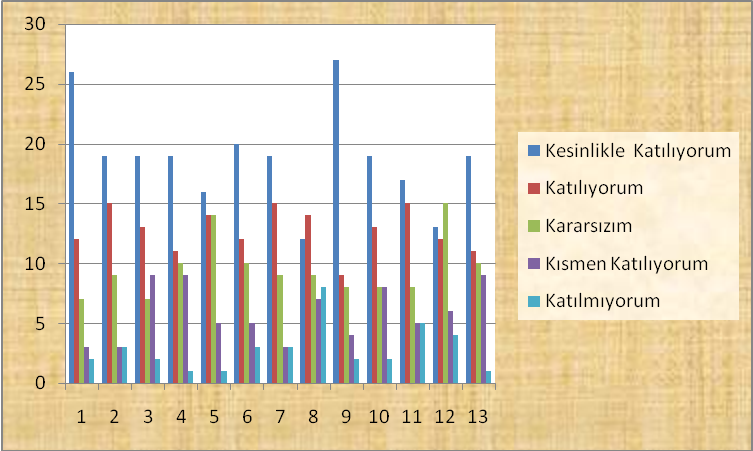 30
25
20
15
10
5
0
1 2 3 4 5 6 7 8 9 10 11 12 13
Kesinlikle Katılıyorum
Katılıyorum
Kararsızım
Kısmen Katılıyorum
Katılmıyorum